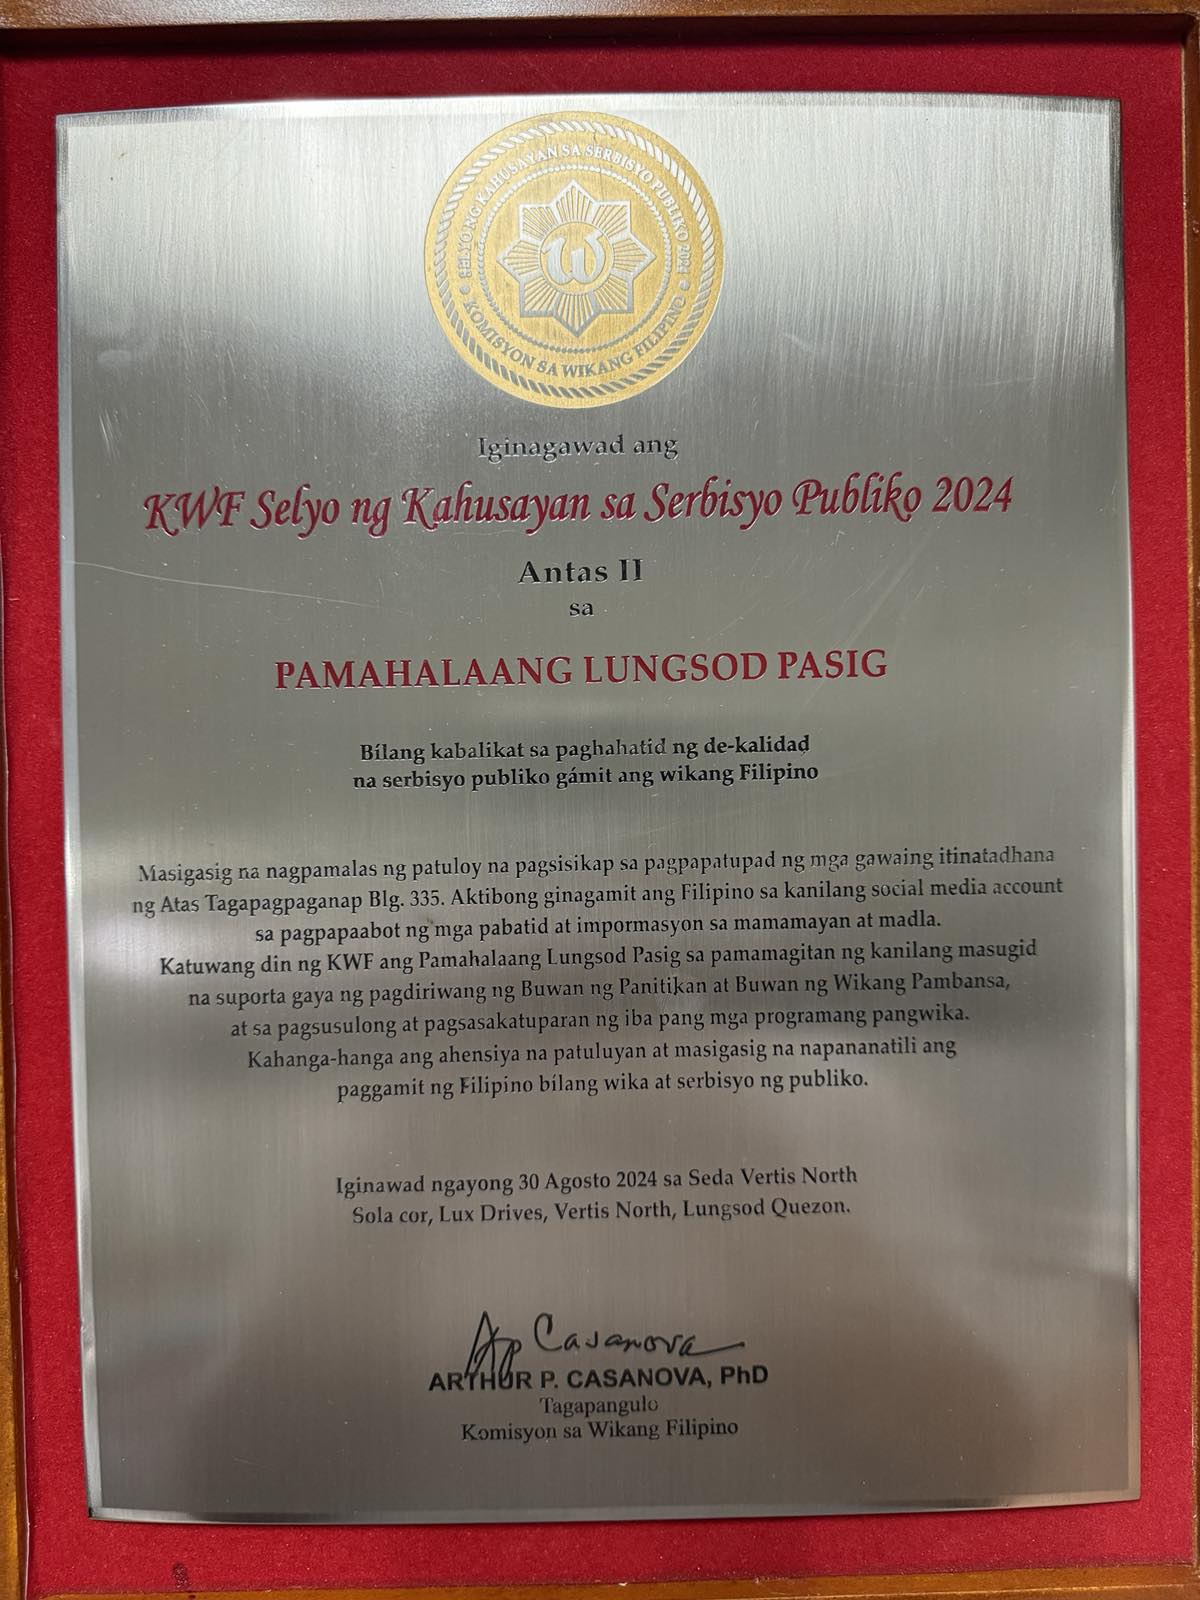 SELYO NG KAHUSAYAN SA SERBISYO PUBLIKO 2024
KOMISYON SA WIKANG FILIPINO
W
Iginagawad ang
KWF Selyo ng Kahusayan sa Serbisyo Publiko 2024
Antas II
sa
PAMAHALAANG LUNGSOD PASIG
Bílang kabalikat sa paghahatid ng de-kalidad
na serbisyo publiko gámit ang wikang Filipino
Masigasig na nagpamalas ng patuloy na pagsisikap sa pagpapatupad ng mga gawaing itinatadhana
ng Atas Tagapagpaganap Blg. 335. Aktibong ginagamit ang Filipino sa kanilang social media account
sa pagpapaabot ng mga pabatid at impormasyon sa mamamayan at madla.
Katuwang din ng KWF ang Pamahalaang Lungsod Pasig sa pamamagitan ng kanilang masugid
na suporta gaya ng pagdiriwang ng Buwan ng Panitikan at Buwan ng Wikang Pambansa,
at sa pagsusulong at pagsasakatuparan ng iba pang mga programang pangwika.
Kahanga-hanga ang ahensiya na patuluyan at masigasig na napananatili ang
paggamit ng Filipino bílang wika at serbisyo ng publiko.
Iginawad ngayong 30 Agosto 2024 sa Seda Vertis North
Sola cor, Lux Drives, Vertis North, Lungsod Quezon.
Ap Casanova
ARTHUR P. CASANOVA, PhD
Tagapangulo
Komisyon sa Wikang Filipino